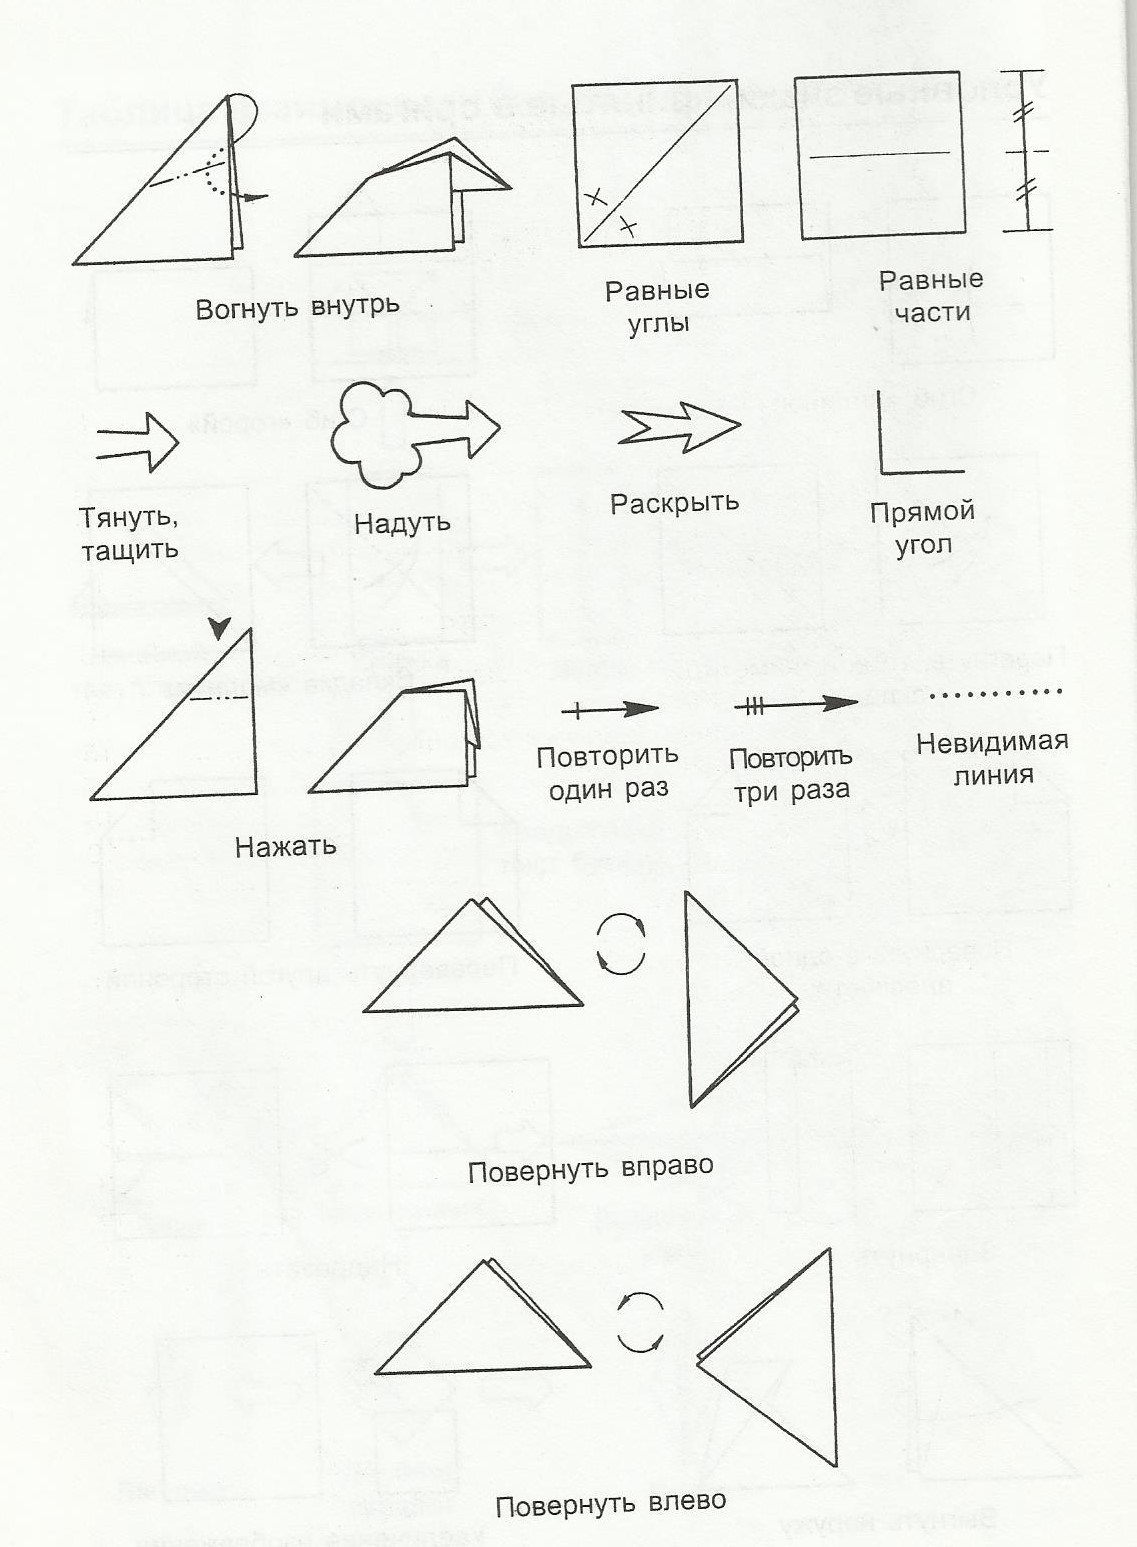 Вогнуть внутрь
Равные
углы
Равные
части
Тянуть,
тащить
Надуть
Раскрыть
Прямой
угол
Нажать
Повторить
один раз
Повторить
три раза
Невидимая
линия
Повернуть вправо
Повернуть влево